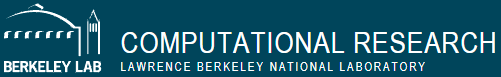 BERKELEY LAB
COMPUTATIONAL RESEARCH
LAWRENCE BERKELEY NATIONAL LABORATORY